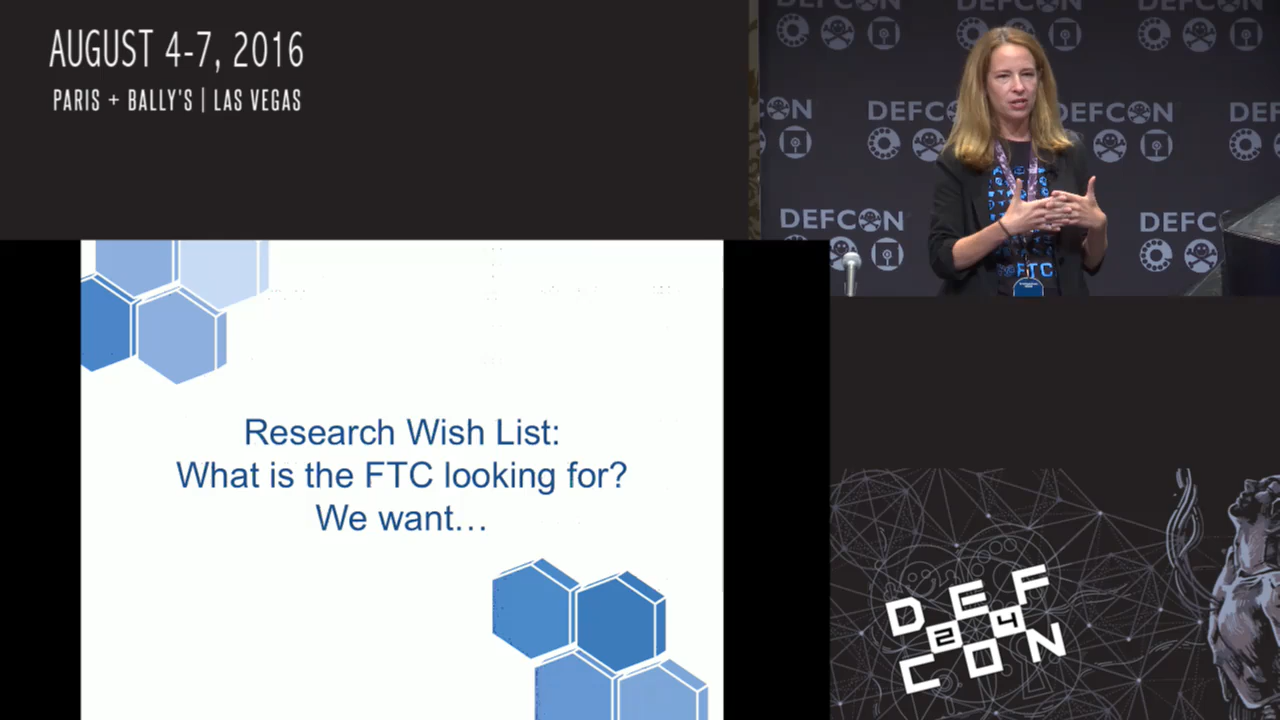 AUGUST 4-7, 2016
PARIS + BALLY'S | LAS VEGAS
DEFCON
DEFCON
DEFCON
DEFCON
FTC
Research Wish List:
What is the FTC looking for?
We want…
DEF
24
CON